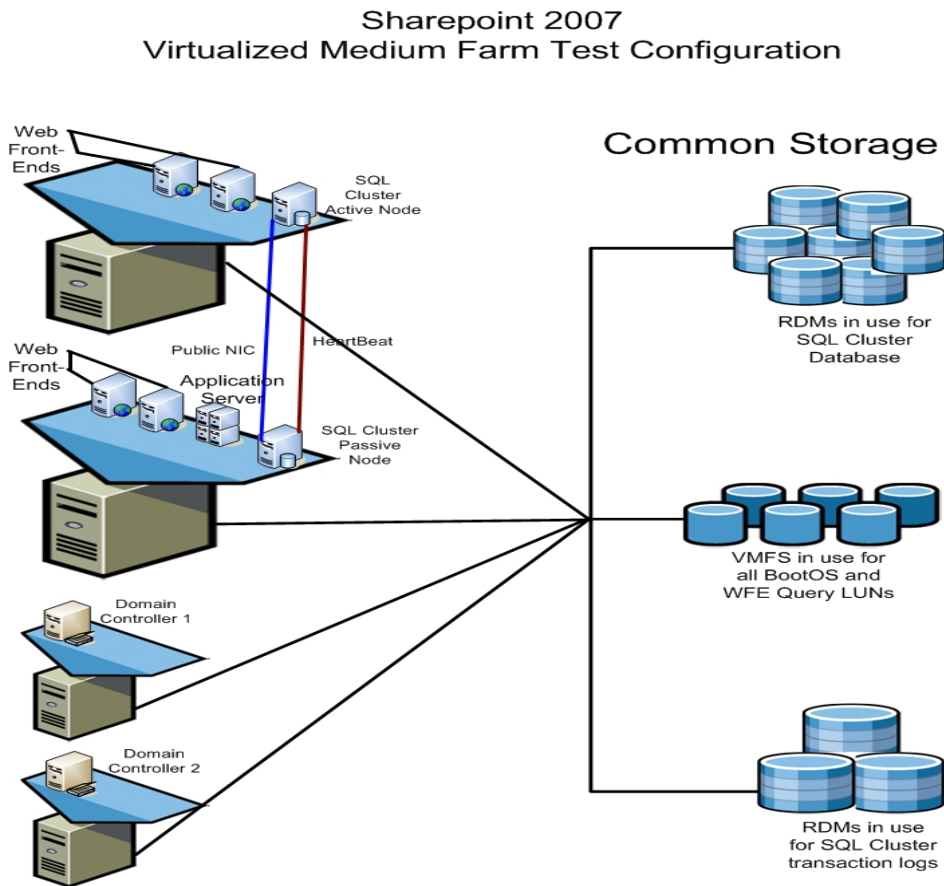 Sharepoint 2007
Virtualized Medium Farm Test Configuration
Web
Front-
Ends
SQL
Cluster
Active Node
Common Storage
RDMs in use for
SQL Cluster
Database
Public NIC
HeartBeat
Web
Front-
Ends
Application
Server
SQL Cluster
Passive
Node
VMFS in use for
all BootOS and
WFE Query LUNs
Domain
Controller 1
Domain
Controller 2
RDMs in use
for SQL Cluster
transaction logs